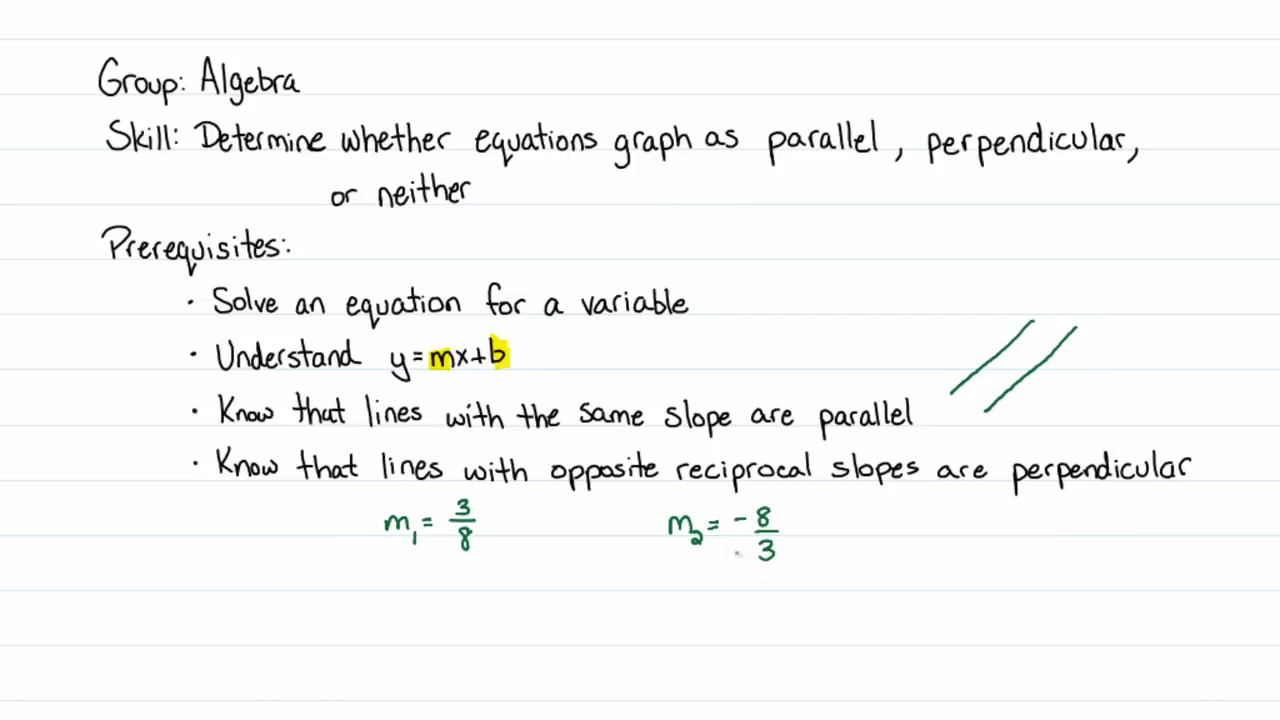 Group: Algebra
Skill: Determine whether equations graph as parallel, perpendicular,
or neither
Prerequisites:
· Solve an equation for a variable
· Understand y=mx+b
· Know that lines with the same slope are parallel
· Know that lines with opposite reciprocal slopes are perpendicular
m₁ = 3/8 m₂ = -8/3